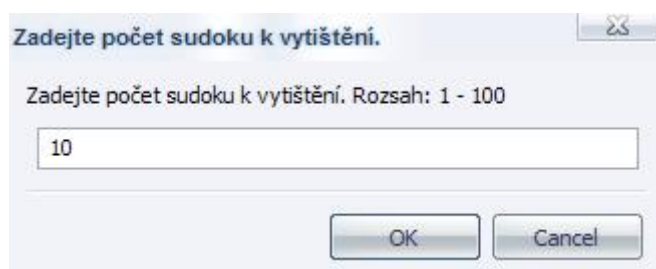 Zadejte počet sudoku k vytištění.
Zadejte počet sudoku k vytištění. Rozsah: 1 - 100
10
OK Cancel